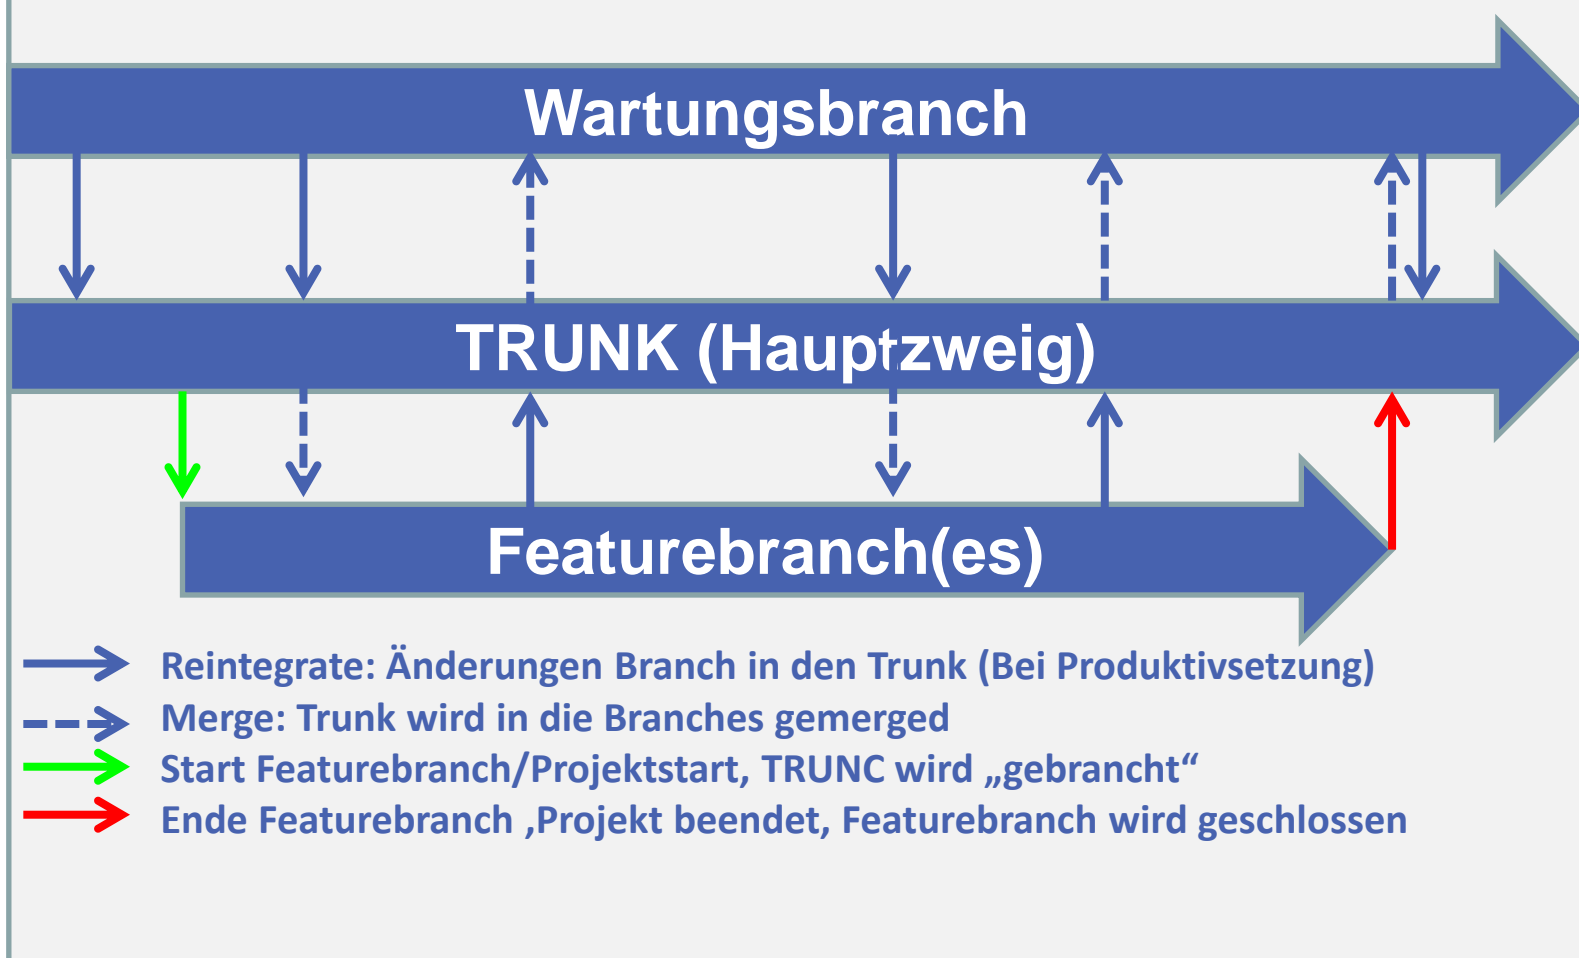 Wartungsbranch
TRUNK (Hauptzweig)
Featurebranch(es)
Reintegrate: Änderungen Branch in den Trunk (Bei Produktivsetzung)
Merge: Trunk wird in die Branches gemerged
Start Featurebranch/Projektstart, TRUNC wird „gebrancht“
Ende Featurebranch ,Projekt beendet, Featurebranch wird geschlossen